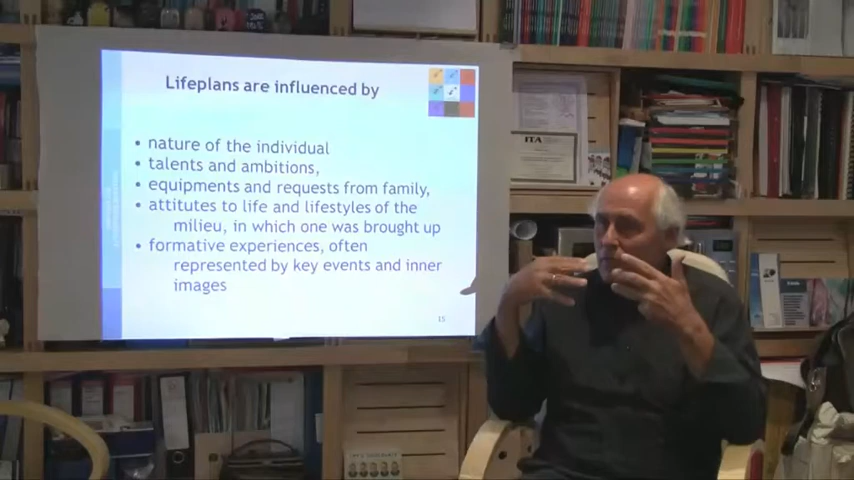 Lifeplans are influenced by
• nature of the individual
• talents and ambitions,
• equipments and requests from family,
• attitudes to life and lifestyles of the
milieu, in which one was brought up
• formative experiences, often
represented by key events and inner
images
15
ITA